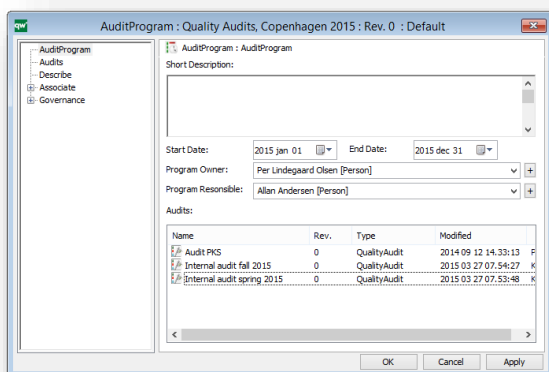 qw
AuditProgram : Quality Audits, Copenhagen 2015 : Rev. 0 : Default
AuditProgram
Audits
Describe
Associate
Governance
AuditProgram : AuditProgram
Short Description:
Start Date: 2015 jan 01 End Date: 2015 dec 31
Program Owner: Per Lindegaard Olsen [Person]
Program Resonsible: Allan Andersen [Person]
Audits:
Name Rev. Type Modified
Audit PKS 0 QualityAudit 2014 09 12 14.33:13 F
Internal audit fall 2015 0 QualityAudit 2015 03 27 07.54:27 K
Internal audit spring 2015 0 QualityAudit 2015 03 27 07.53:48 K
OK Cancel Apply